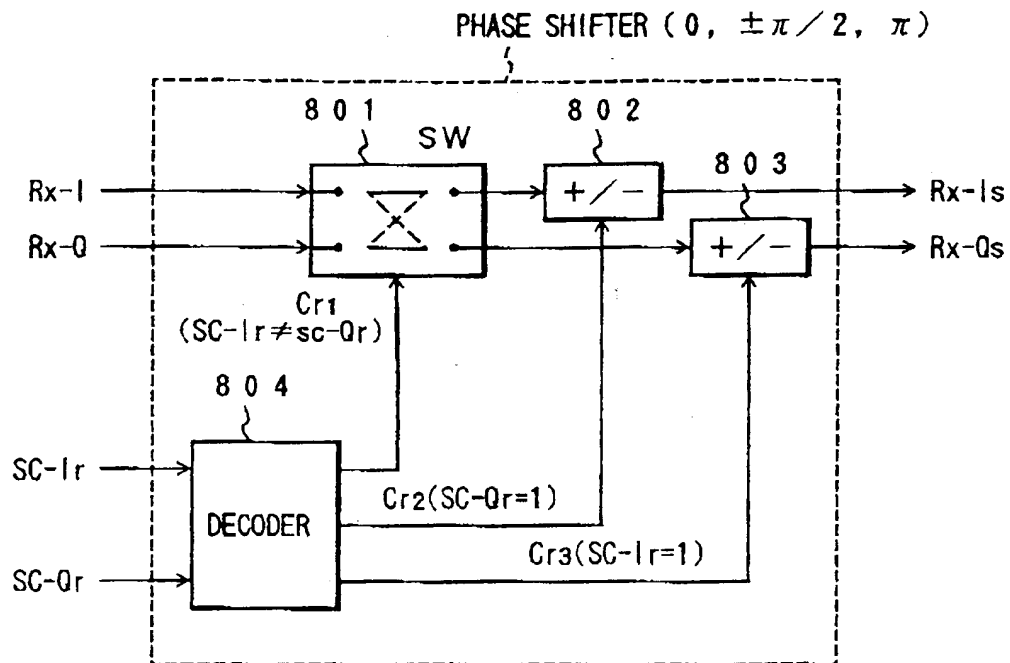 PHASE SHIFTER (0, ±π/2, π)
801
SW
802
803
Rx-I
+/-
Rx-Is
Rx-Q
+/-
Rx-Qs
Cr1
(SC-Ir≠sc-Qr)
804
SC-Ir
Cr2(SC-Qr=1)
DECODER
Cr3(SC-Ir=1)
SC-Qr